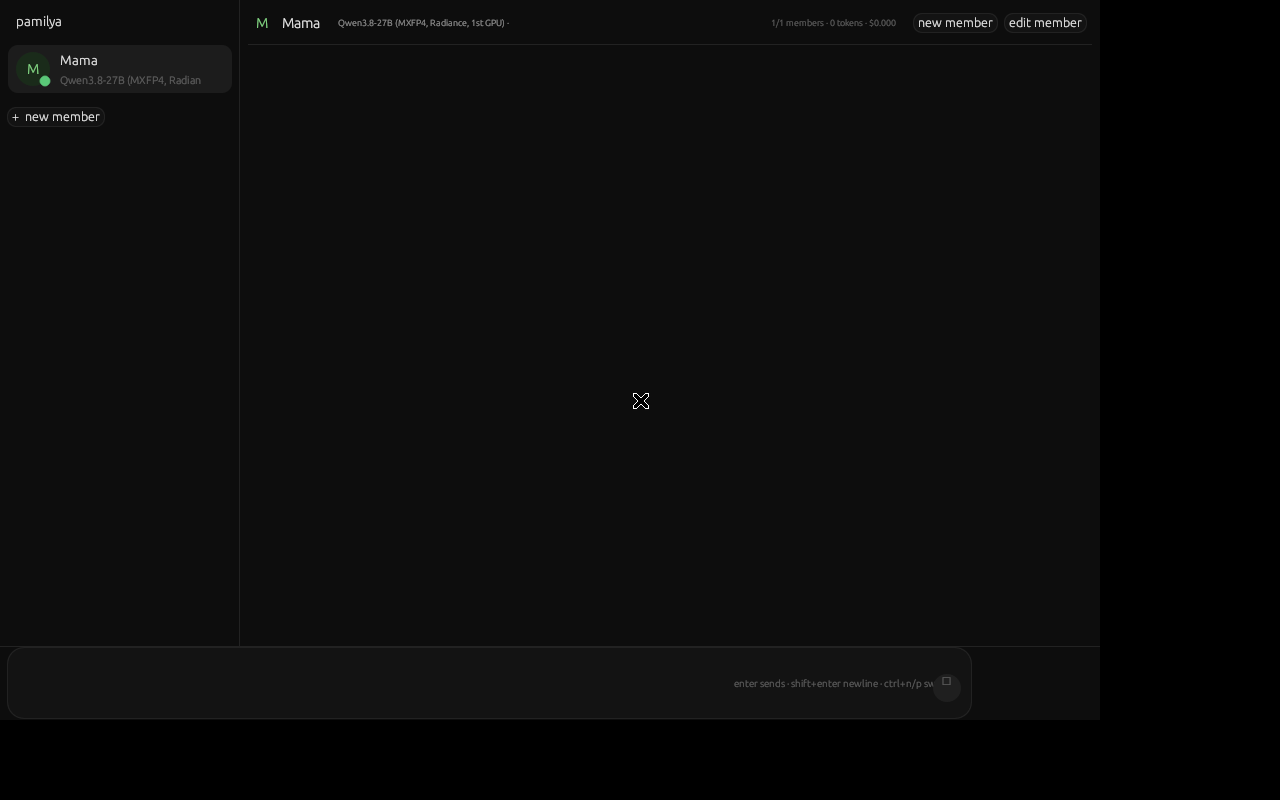 pamilya
M Mama Qwen3.8-27B (MXFP4, Radiance, 1st GPU) · 1/1 members · 0 tokens · $0.000 new member edit member
M Mama
Qwen3.8-27B (MXFP4, Radian
+ new member
enter sends · shift+enter newline · ctrl+n/p sw